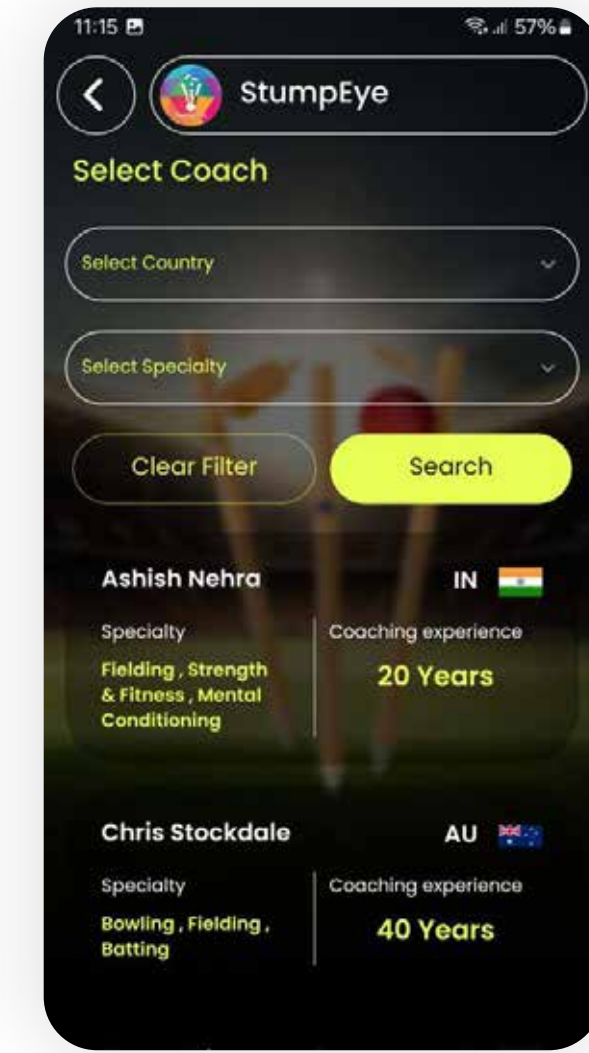 11:15 57%
StumpEye
Select Coach
Select Country
Select Specialty
Clear Filter Search
Ashish Nehra IN
Specialty Coaching experience
Fielding , Strength
& Fitness , Mental
Conditioning
20 Years
Chris Stockdale AU
Specialty Coaching experience
Bowling , Fielding ,
Batting
40 Years